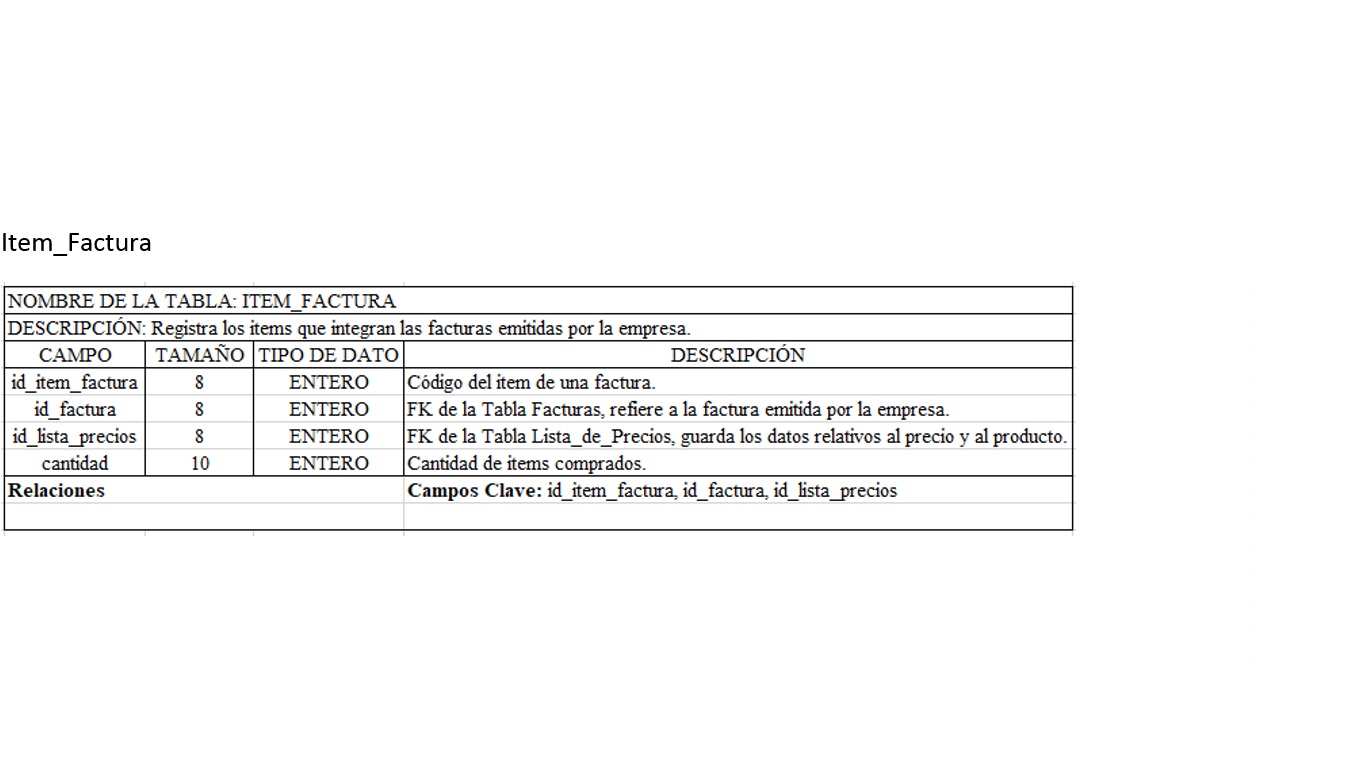 Item_Factura
NOMBRE DE LA TABLA: ITEM_FACTURA
DESCRIPCIÓN: Registra los items que integran las facturas emitidas por la empresa.
CAMPO TAMAÑO TIPO DE DATO DESCRIPCIÓN
id_item_factura 8 ENTERO Código del item de una factura.
id_factura 8 ENTERO FK de la Tabla Facturas, refiere a la factura emitida por la empresa.
id_lista_precios 8 ENTERO FK de la Tabla Lista_de_Precios, guarda los datos relativos al precio y al producto.
cantidad 10 ENTERO Cantidad de items comprados.
Relaciones Campos Clave: id_item_factura, id_factura, id_lista_precios